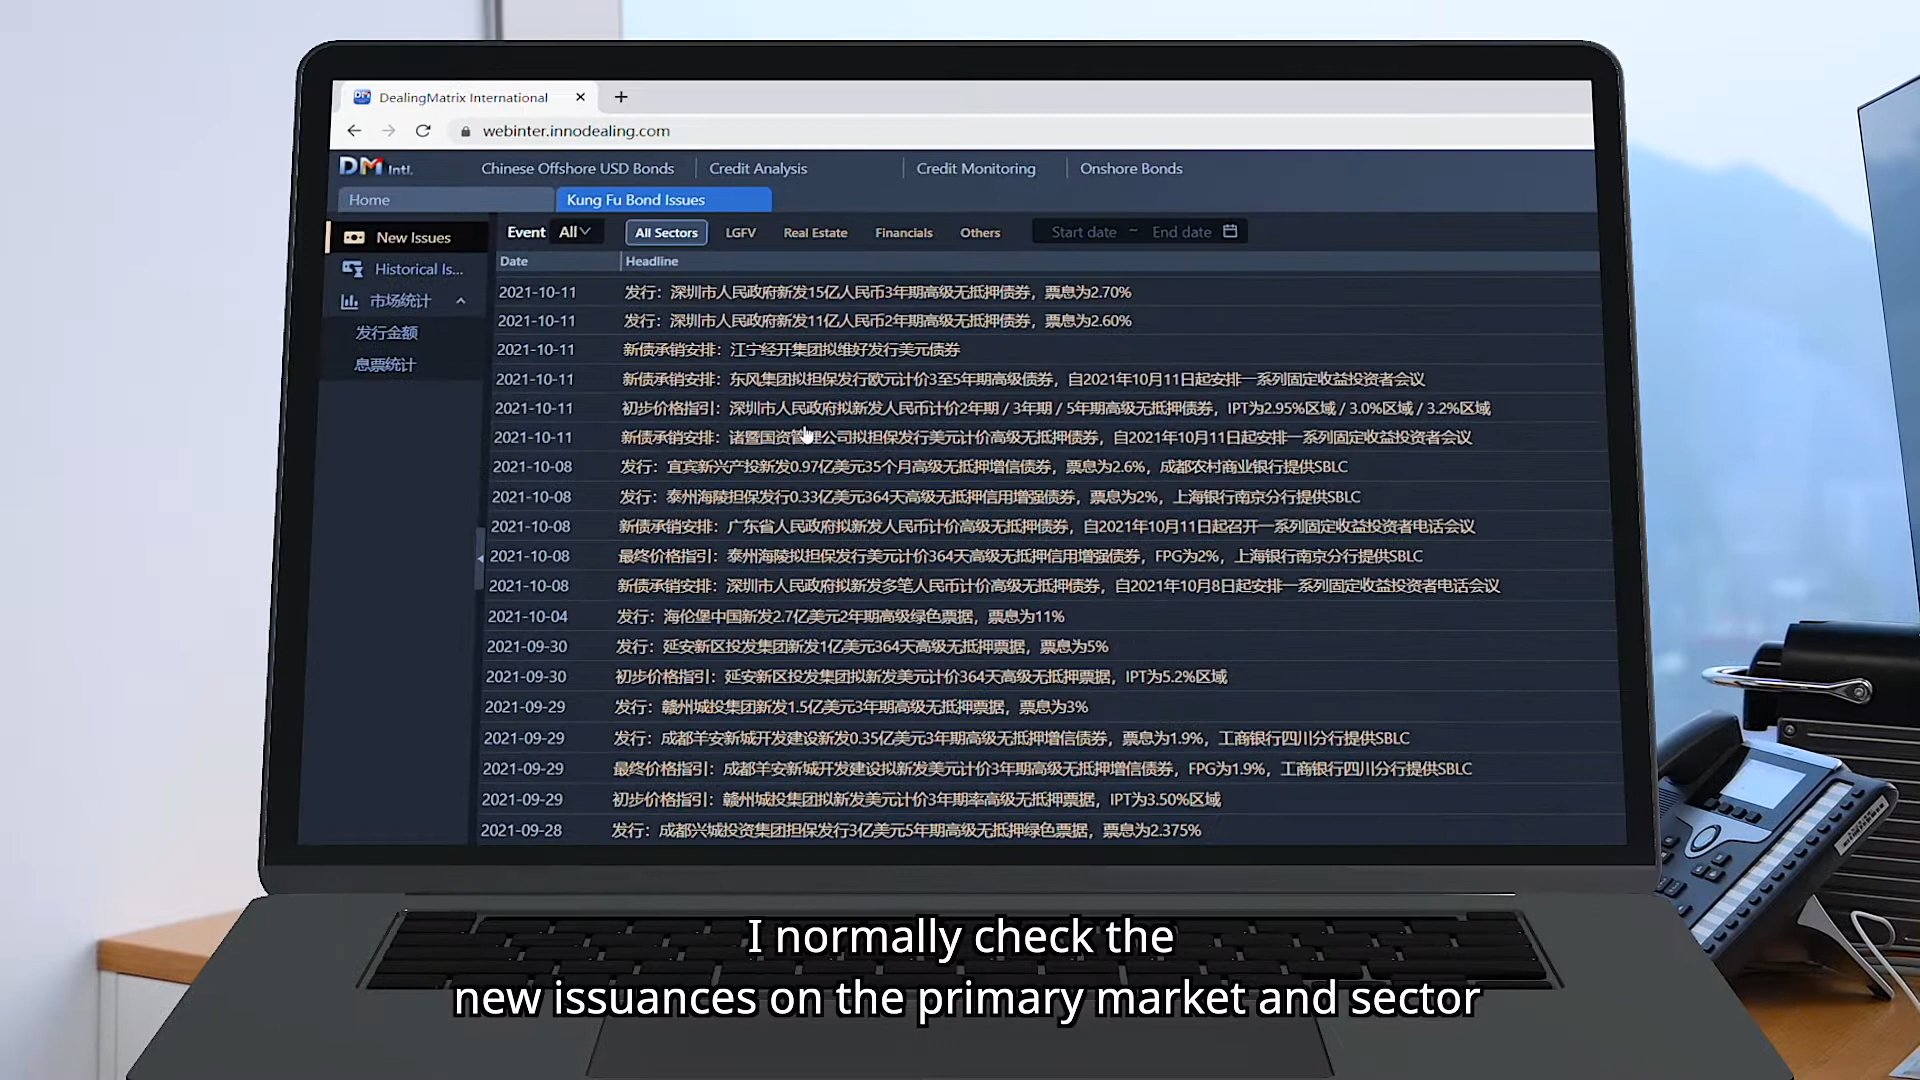 DealingMatrix International
webinter.innodealing.com
DM Intl.
Chinese Offshore USD Bonds
Credit Analysis
Credit Monitoring
Onshore Bonds
Home
Kung Fu Bond Issues
New Issues
Historical Is...
市场统计
发行金额
息票统计
Event All
All Sectors
LGFV
Real Estate
Financials
Others
Start date ~ End date
Date Headline
2021-10-11 发行：深圳市人民政府新发15亿人民币3年期高级无抵押债券，票息为2.70%
2021-10-11 发行：深圳市人民政府新发11亿人民币2年期高级无抵押债券，票息为2.60%
2021-10-11 新债承销安排：江宁经开集团拟维好发行美元债券
2021-10-11 新债承销安排：东风集团拟担保发行欧元计价3至5年期高级债券，自2021年10月11日起安排一系列固定收益投资者会议
2021-10-11 初步价格指引：深圳市人民政府拟新发人民币计价2年期 / 3年期 / 5年期高级无抵押债券，IPT为2.95%区域 / 3.0%区域 / 3.2%区域
2021-10-11 新债承销安排：诸暨国资管理公司拟担保发行美元计价高级无抵押债券，自2021年10月11日起安排一系列固定收益投资者会议
2021-10-08 发行：宜宾新兴产投新发0.97亿美元35个月高级无抵押增信债券，票息为2.6%，成都农村商业银行提供SBLC
2021-10-08 发行：泰州海陵担保发行0.33亿美元364天高级无抵押信用增强债券，票息为2%，上海银行南京分行提供SBLC
2021-10-08 新债承销安排：广东省人民政府拟新发人民币计价高级无抵押债券，自2021年10月11日起召开一系列固定收益投资者电话会议
2021-10-08 最终价格指引：泰州海陵拟担保发行美元计价364天高级无抵押信用增强债券，FPG为2%，上海银行南京分行提供SBLC
2021-10-08 新债承销安排：深圳市人民政府拟新发多笔人民币计价高级无抵押债券，自2021年10月8日起安排一系列固定收益投资者电话会议
2021-10-04 发行：海伦堡中国新发2.7亿美元2年期高级绿色票据，票息为11%
2021-09-30 发行：延安新区投发集团新发1亿美元364天高级无抵押票据，票息为5%
2021-09-30 初步价格指引：延安新区投发集团拟新发美元计价364天高级无抵押票据，IPT为5.2%区域
2021-09-29 发行：赣州城投集团新发1.5亿美元3年期高级无抵押票据，票息为3%
2021-09-29 发行：成都羊安新城开发建设新发0.35亿美元3年期高级无抵押增信债券，票息为1.9%，工商银行四川分行提供SBLC
2021-09-29 最终价格指引：成都羊安新城开发建设拟新发美元计价3年期高级无抵押增信债券，FPG为1.9%，工商银行四川分行提供SBLC
2021-09-29 初步价格指引：赣州城投集团拟新发美元计价3年期率高级无抵押票据，IPT为3.50%区域
2021-09-28 发行：成都兴城投资集团担保发行3亿美元5年期高级无抵押绿色票据，票息为2.375%
I normally check the
new issuances on the primary market and sector